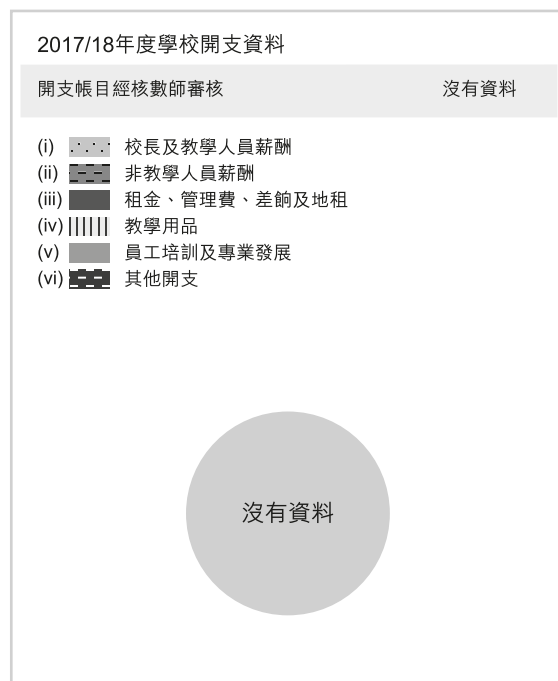 2017/18年度學校開支資料
開支帳目經核數師審核 沒有資料
(i) 校長及教學人員薪酬
(ii) 非教學人員薪酬
(iii) 租金、管理費、差餉及地租
(iv) 教學用品
(v) 員工培訓及專業發展
(vi) 其他開支
沒有資料